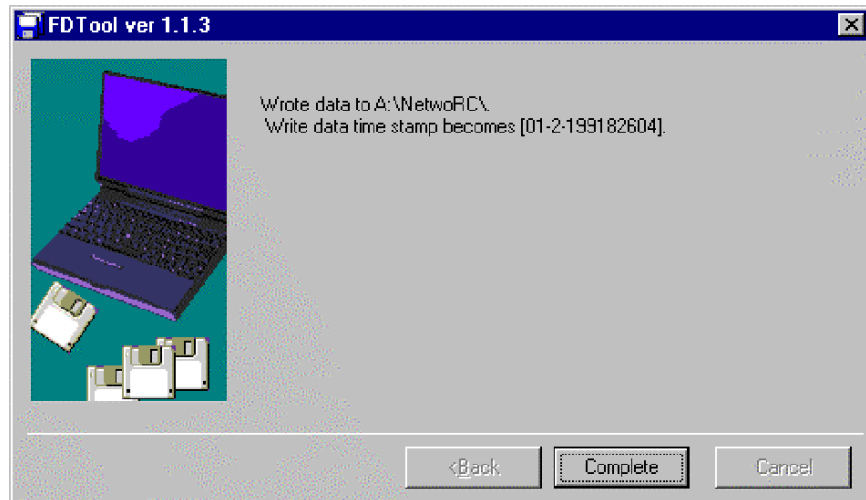 FDTool ver 1.1.3
Wrote data to A:\NetwoRC\.
Write data time stamp becomes [01-2-199182604].
<Back
Complete
Cancel